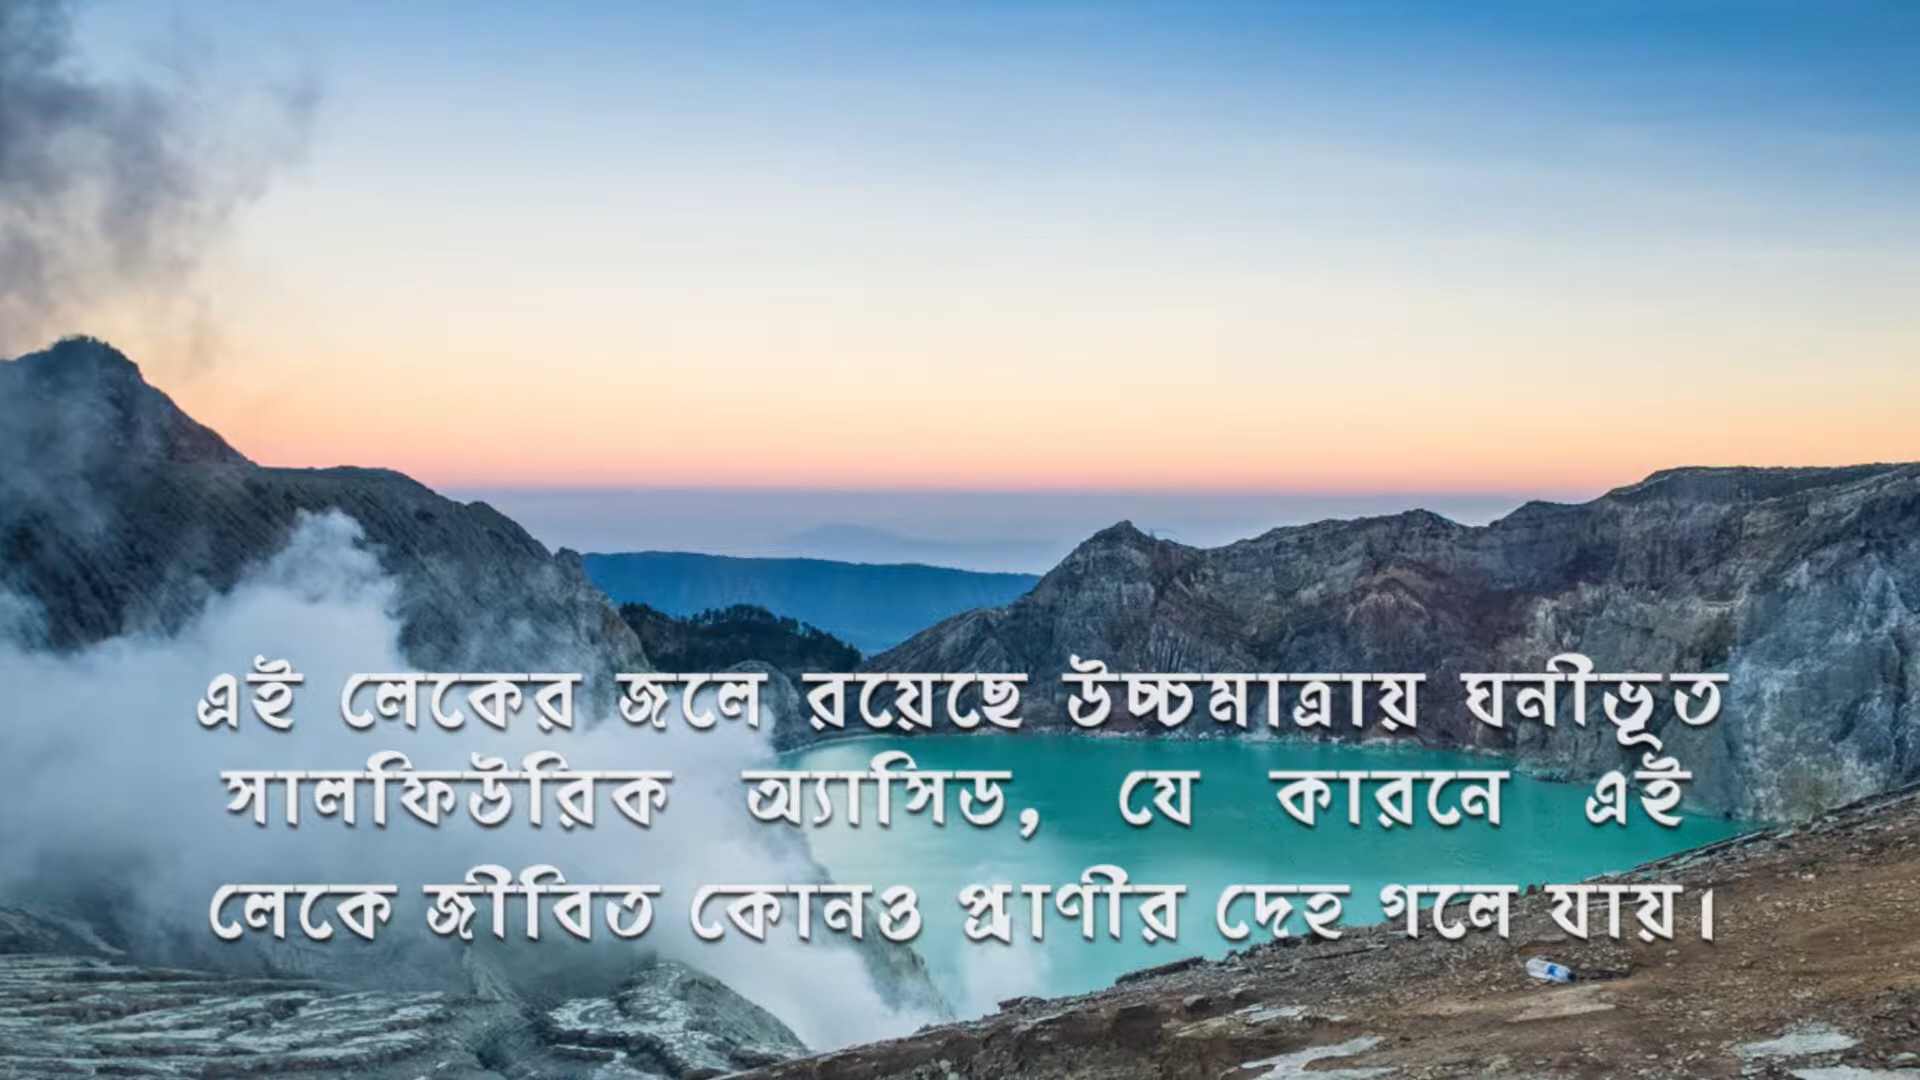 এই লেকের জলে রয়েছে উচ্চমাত্রায় ঘনীভূত
সালফিউরিক অ্যাসিড, যে কারনে এই
লেকে জীবিত কোনও প্রাণীর দেহ গলে যায়।